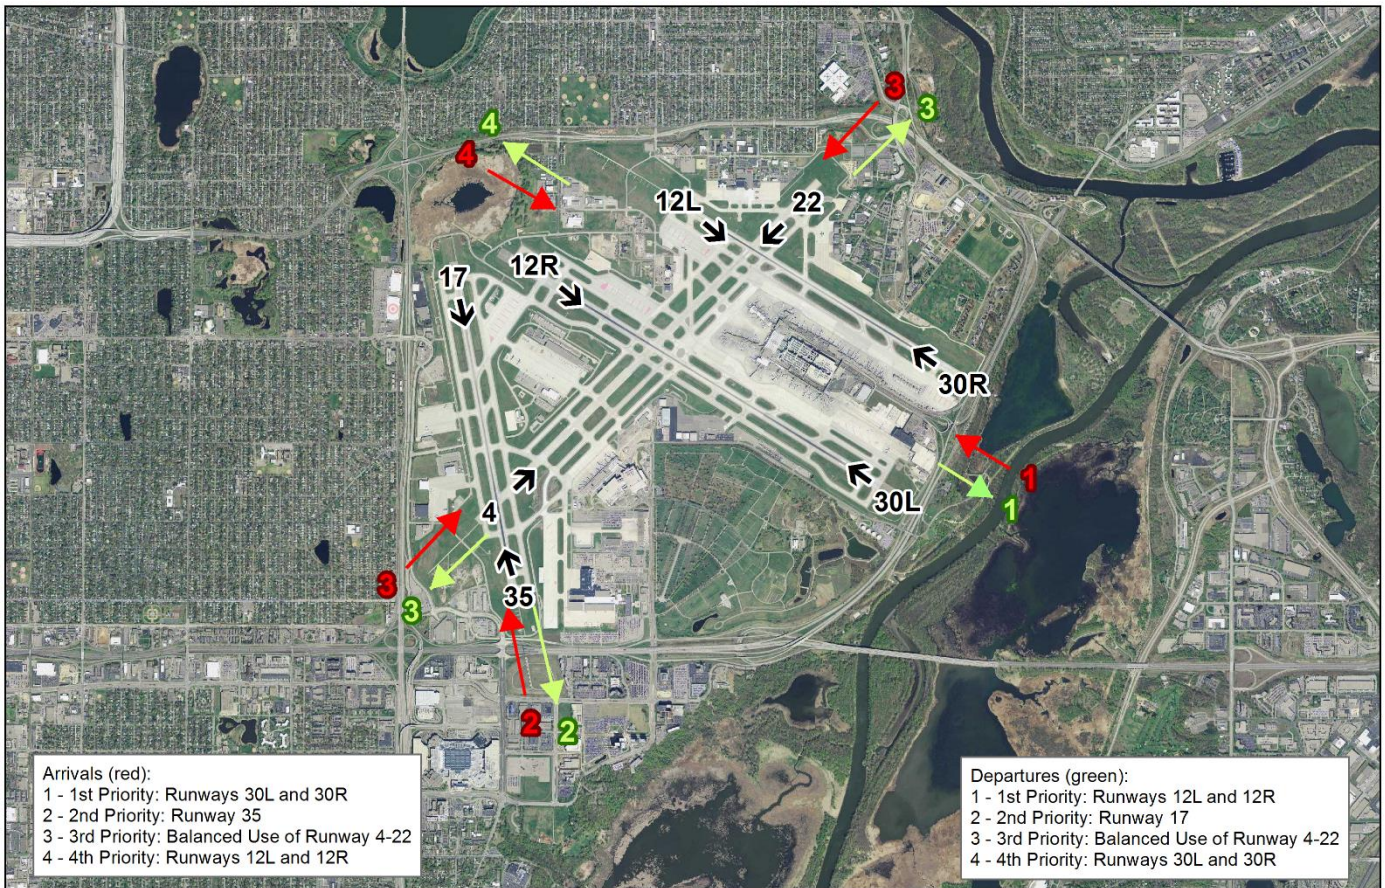 3
3
4
4
12L
22
12R
17
30R
1
1
30L
4
3
3
35
2
2
Arrivals (red):
1 - 1st Priority: Runways 30L and 30R
2 - 2nd Priority: Runway 35
3 - 3rd Priority: Balanced Use of Runway 4-22
4 - 4th Priority: Runways 12L and 12R
Departures (green):
1 - 1st Priority: Runways 12L and 12R
2 - 2nd Priority: Runway 17
3 - 3rd Priority: Balanced Use of Runway 4-22
4 - 4th Priority: Runways 30L and 30R